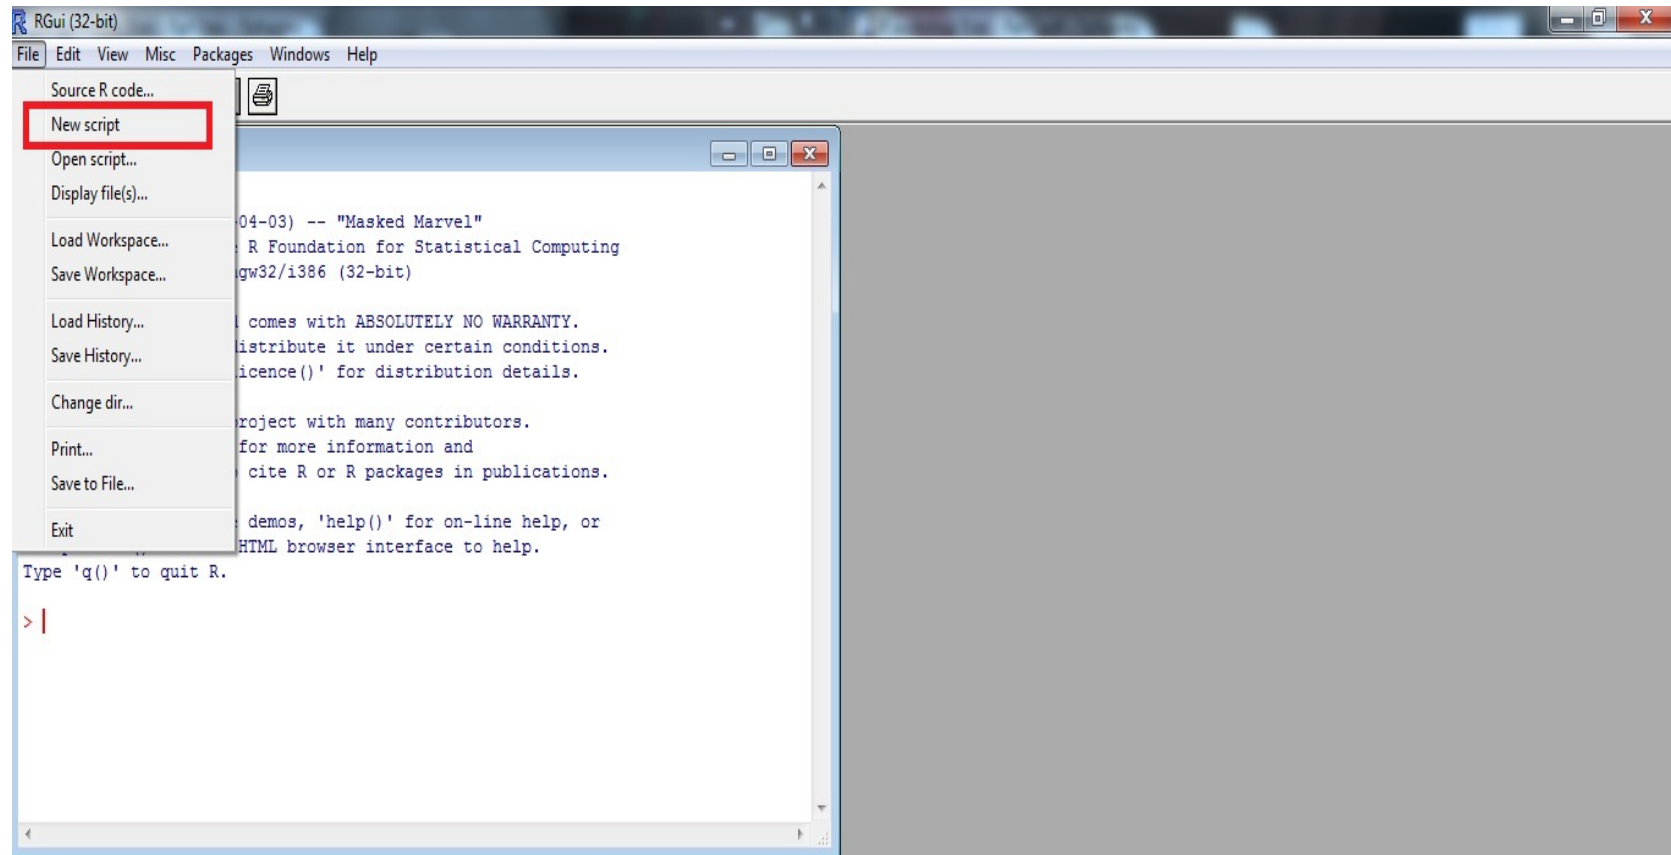 RGui (32-bit)
File Edit View Misc Packages Windows Help
Source R code...
New script
Open script...
Display file(s)...
Load Workspace...
Save Workspace...
Load History...
Save History...
Change dir...
Print...
Save to File...
Exit
04-03) -- "Masked Marvel"
R Foundation for Statistical Computing
gw32/i386 (32-bit)
comes with ABSOLUTELY NO WARRANTY.
istribute it under certain conditions.
icence()' for distribution details.
roject with many contributors.
for more information and
cite R or R packages in publications.
demos, 'help()' for on-line help, or
HTML browser interface to help.
Type 'q()' to quit R.
>